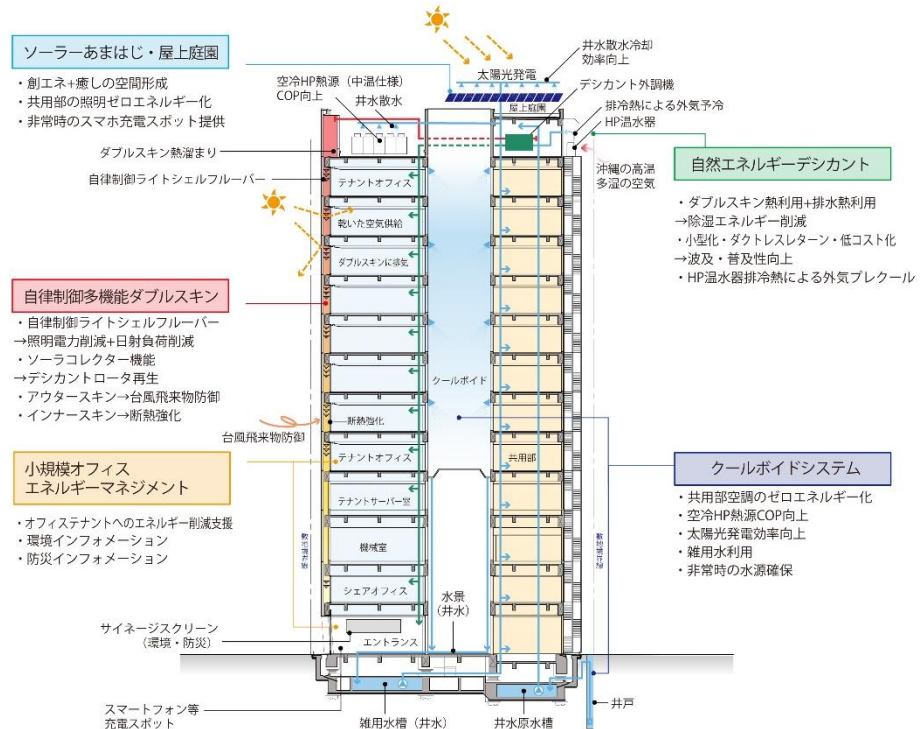 ソーラーあまはじ・屋上庭園
・創エネ+癒しの空間形成
・共用部の照明ゼロエネルギー化
・非常時のスマホ充電スポット提供
空冷HP熱源（中温仕様）
COP向上
井水散水
太陽光発電
井水散水冷却
効率向上
デシカント外調機
屋上庭園
排冷熱による外気予冷
HP温水器
沖縄の高温
多湿の空気
ダブルスキン熱溜まり
自律制御ライトシェルフルーバー
自然エネルギーデシカント
・ダブルスキン熱利用+排水熱利用
→除湿エネルギー削減
・小型化・ダクトレスリターン・低コスト化
→波及・普及性向上
・HP温水器排冷熱による外気プレクール
テナントオフィス
乾いた空気供給
ダブルスキンに排気
自律制御多機能ダブルスキン
・自律制御ライトシェルフルーバー
→照明電力削減+日射負荷削減
・ソーラコレクター機能
→デシカントロータ再生
・アウタースキン→台風飛来物防御
・インナースキン→断熱強化
クールボイド
台風飛来物防御
断熱強化
テナントオフィス
共用部
小規模オフィス
エネルギーマネジメント
・オフィステナントへのエネルギー削減支援
・環境インフォメーション
・防災インフォメーション
クールボイドシステム
・共用部空調のゼロエネルギー化
・空冷HP熱源COP向上
・太陽光発電効率向上
・雑用水利用
・非常時の水源確保
テナントサーバー室
機械室
敷地境界線
敷地境界線
シェアオフィス
水景
（井水）
サイネージスクリーン
（環境・防災）
エントランス
スマートフォン等
充電スポット
雑用水槽（井水）
井水原水槽
井戸